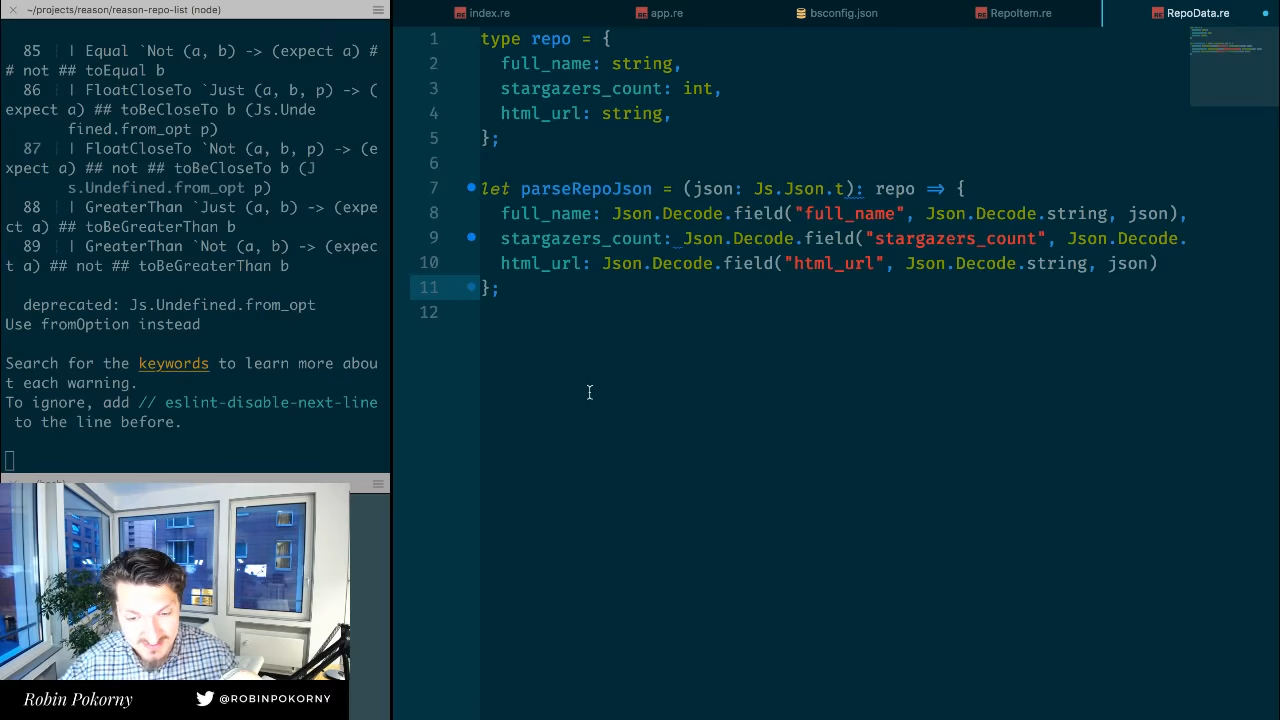 ~/projects/reason/reason-repo-list (node)
85 | Equal `Not (a, b) -> (expect a) #
# not ## toEqual b
86 | FloatCloseTo `Just (a, b, p) -> (
expect a) ## toBeCloseTo b (Js.Unde
fined.from_opt p)
87 | FloatCloseTo `Not (a, b, p) -> (e
xpect a) ## not ## toBeCloseTo b (J
s.Undefined.from_opt p)
88 | GreaterThan `Just (a, b) -> (expe
ct a) ## toBeGreaterThan b
89 | GreaterThan `Not (a, b) -> (expec
t a) ## not ## toBeGreaterThan b
deprecated: Js.Undefined.from_opt
Use fromOption instead
Search for the keywords to learn more abou
t each warning.
To ignore, add // eslint-disable-next-line
to the line before.
Robin Pokorny
@ROBINPOKORNY
index.re app.re bsconfig.json RepoItem.re RepoData.re
1 type repo = {
2 full_name: string,
3 stargazers_count: int,
4 html_url: string,
5 };
6
7 let parseRepoJson = (json: Js.Json.t): repo => {
8 full_name: Json.Decode.field("full_name", Json.Decode.string, json),
9 stargazers_count: Json.Decode.field("stargazers_count", Json.Decode.
10 html_url: Json.Decode.field("html_url", Json.Decode.string, json)
11 };
12